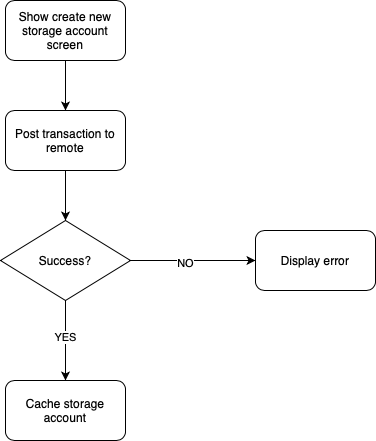 Show create new
storage account
screen
Post transaction to
remote
Success?
NO
Display error
YES
Cache storage
account